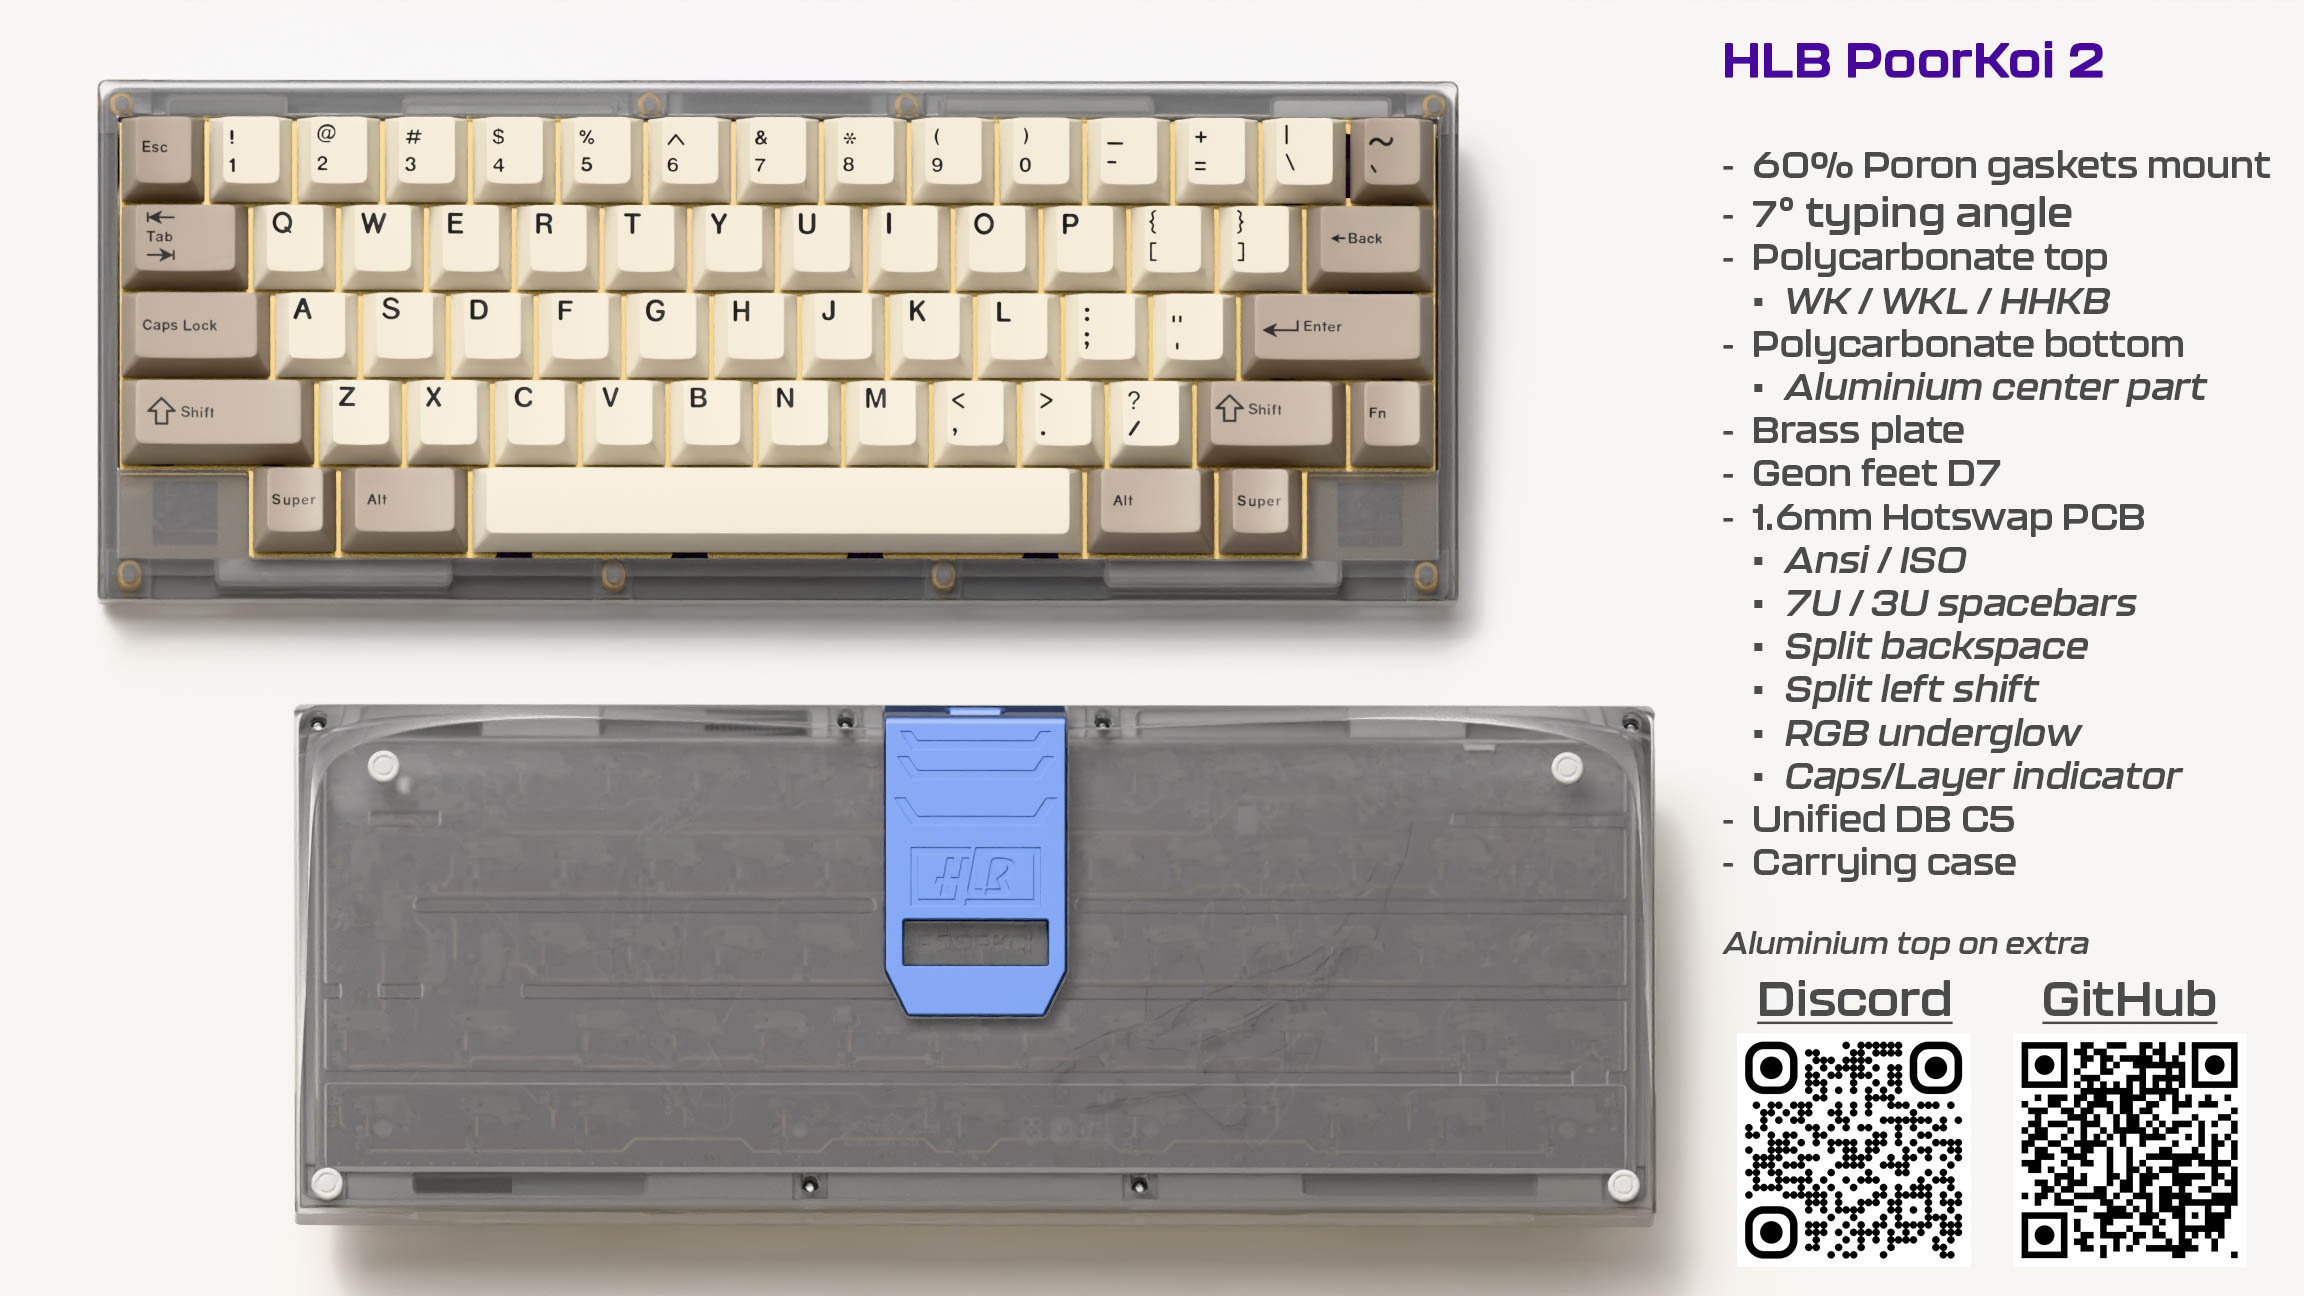 HLB PoorKoi 2
- 60% Poron gaskets mount
- 7° typing angle
- Polycarbonate top
▪ WK / WKL / HHKB
- Polycarbonate bottom
▪ Aluminium center part
- Brass plate
- Geon feet D7
- 1.6mm Hotswap PCB
▪ Ansi / ISO
▪ 7U / 3U spacebars
▪ Split backspace
▪ Split left shift
▪ RGB underglow
▪ Caps/Layer indicator
- Unified DB C5
- Carrying case
Aluminium top on extra
Discord GitHub
Esc ! 1 @ 2 # 3 $ 4 % 5 ^ 6 & 7 * 8 ( 9 ) 0 _ - + = | \ ~ `
Tab Q W E R T Y U I O P { [ } ] ←Back
Caps Lock A S D F G H J K L : ; " ' Enter
Shift Z X C V B N M < , > . ? / Shift Fn
Super Alt Alt Super
HLB